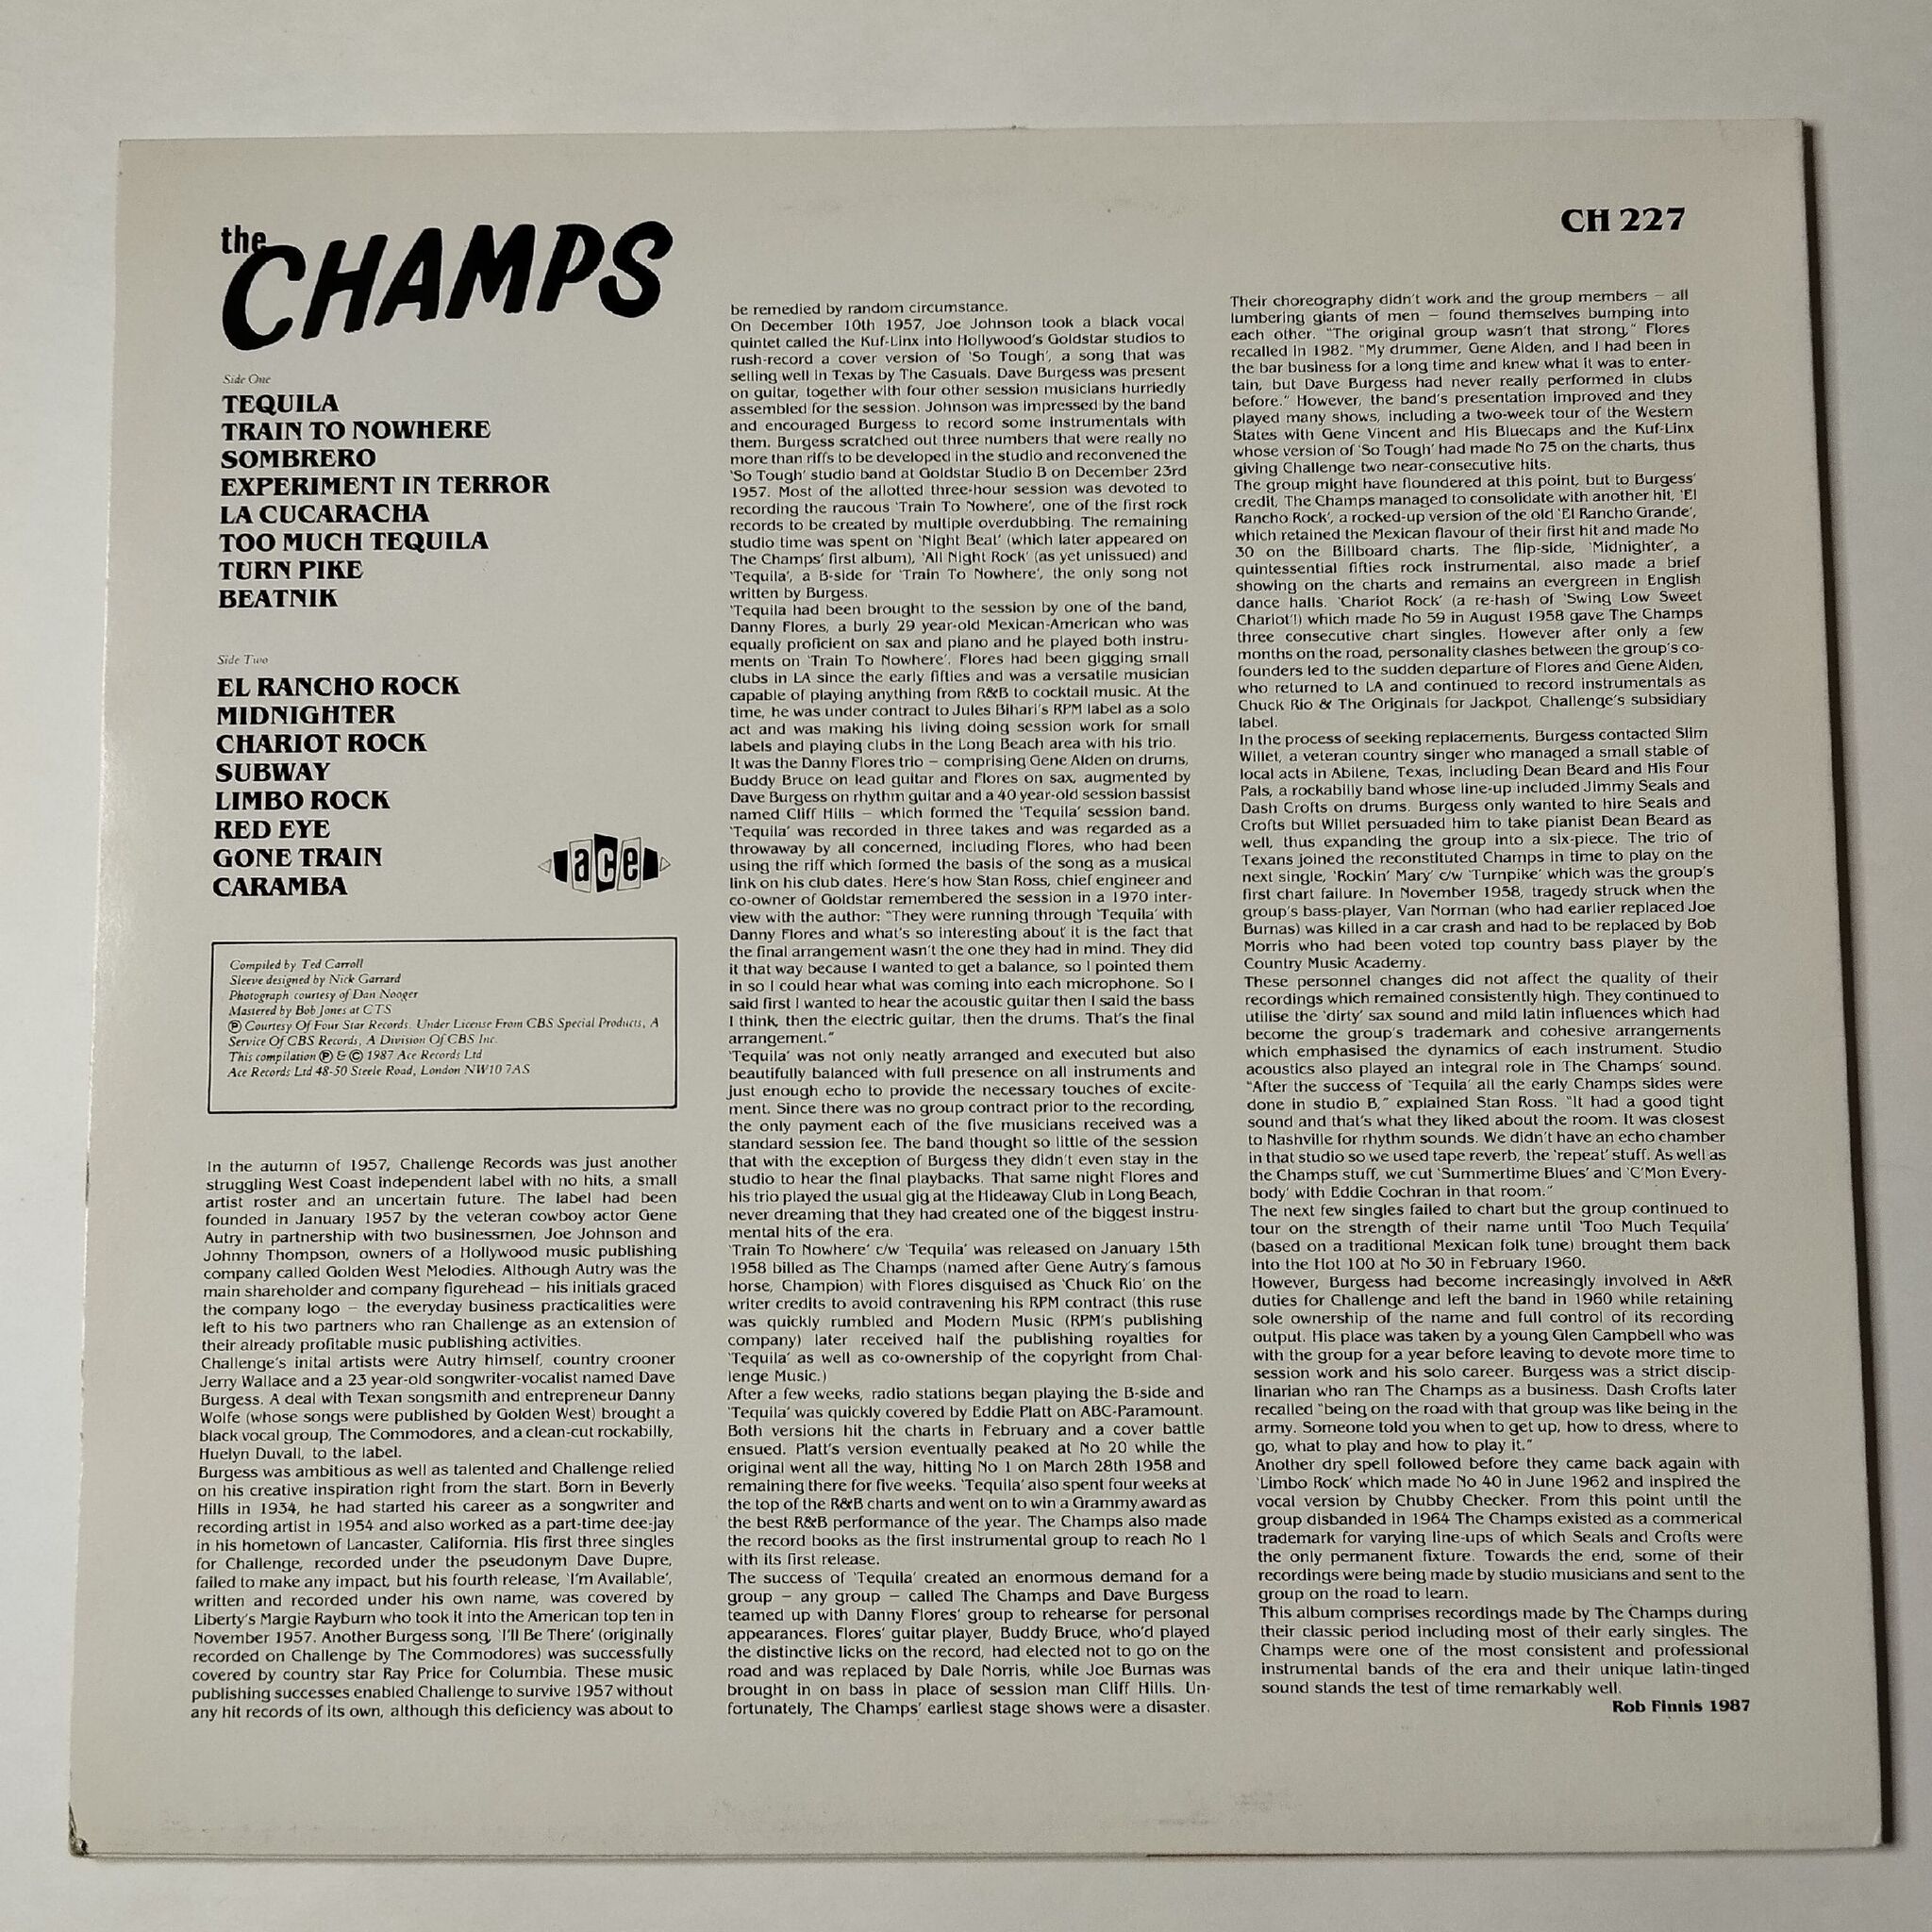 the
CHAMPS
CH 227
Side One
TEQUILA
TRAIN TO NOWHERE
SOMBRERO
EXPERIMENT IN TERROR
LA CUCARACHA
TOO MUCH TEQUILA
TURN PIKE
BEATNIK
Side Two
EL RANCHO ROCK
MIDNIGHTER
CHARIOT ROCK
SUBWAY
LIMBO ROCK
RED EYE
GONE TRAIN
CARAMBA
ace
Compiled by Ted Carroll
Sleeve designed by Nick Garrard
Photograph courtesy of Dan Nooger
Mastered by Bob Jones at CTS
Ⓟ Courtesy Of Four Star Records. Under License From CBS Special Products, A
Service Of CBS Records, A Division Of CBS Inc.
This compilation Ⓟ & © 1987 Ace Records Ltd
Ace Records Ltd 48-50 Steele Road, London NW10 7AS
In the autumn of 1957, Challenge Records was just another
struggling West Coast independent label with no hits, a small
artist roster and an uncertain future. The label had been
founded in January 1957 by the veteran cowboy actor Gene
Autry in partnership with two businessmen, Joe Johnson and
Johnny Thompson, owners of a Hollywood music publishing
company called Golden West Melodies. Although Autry was the
main shareholder and company figurehead – his initials graced
the company logo – the everyday business practicalities were
left to his two partners who ran Challenge as an extension of
their already profitable music publishing activities.
Challenge's inital artists were Autry himself, country crooner
Jerry Wallace and a 23 year-old songwriter-vocalist named Dave
Burgess. A deal with Texan songsmith and entrepreneur Danny
Wolfe (whose songs were published by Golden West) brought a
black vocal group, The Commodores, and a clean-cut rockabilly,
Huelyn Duvall, to the label.
Burgess was ambitious as well as talented and Challenge relied
on his creative inspiration right from the start. Born in Beverly
Hills in 1934, he had started his career as a songwriter and
recording artist in 1954 and also worked as a part-time dee-jay
in his hometown of Lancaster, California. His first three singles
for Challenge, recorded under the pseudonym Dave Dupre,
failed to make any impact, but his fourth release, 'I'm Available',
written and recorded under his own name, was covered by
Liberty's Margie Rayburn who took it into the American top ten in
November 1957. Another Burgess song, 'I'll Be There' (originally
recorded on Challenge by The Commodores) was successfully
covered by country star Ray Price for Columbia. These music
publishing successes enabled Challenge to survive 1957 without
any hit records of its own, although this deficiency was about to
be remedied by random circumstance.
On December 10th 1957, Joe Johnson took a black vocal
quintet called the Kuf-Linx into Hollywood's Goldstar studios to
rush-record a cover version of 'So Tough', a song that was
selling well in Texas by The Casuals. Dave Burgess was present
on guitar, together with four other session musicians hurriedly
assembled for the session. Johnson was impressed by the band
and encouraged Burgess to record some instrumentals with
them. Burgess scratched out three numbers that were really no
more than riffs to be developed in the studio and reconvened the
'So Tough' studio band at Goldstar Studio B on December 23rd
1957. Most of the allotted three-hour session was devoted to
recording the raucous 'Train To Nowhere', one of the first rock
records to be created by multiple overdubbing. The remaining
studio time was spent on 'Night Beat' (which later appeared on
The Champs' first album), 'All Night Rock' (as yet unissued) and
'Tequila', a B-side for 'Train To Nowhere', the only song not
written by Burgess.
'Tequila had been brought to the session by one of the band,
Danny Flores, a burly 29 year-old Mexican-American who was
equally proficient on sax and piano and he played both instru-
ments on 'Train To Nowhere'. Flores had been gigging small
clubs in LA since the early fifties and was a versatile musician
capable of playing anything from R&B to cocktail music. At the
time, he was under contract to Jules Bihari's RPM label as a solo
act and was making his living doing session work for small
labels and playing clubs in the Long Beach area with his trio.
It was the Danny Flores trio – comprising Gene Alden on drums,
Buddy Bruce on lead guitar and Flores on sax, augmented by
Dave Burgess on rhythm guitar and a 40 year-old session bassist
named Cliff Hills – which formed the 'Tequila' session band.
'Tequila' was recorded in three takes and was regarded as a
throwaway by all concerned, including Flores, who had been
using the riff which formed the basis of the song as a musical
link on his club dates. Here's how Stan Ross, chief engineer and
co-owner of Goldstar remembered the session in a 1970 inter-
view with the author: "They were running through 'Tequila' with
Danny Flores and what's so interesting about it is the fact that
the final arrangement wasn't the one they had in mind. They did
it that way because I wanted to get a balance, so I pointed them
in so I could hear what was coming into each microphone. So I
said first I wanted to hear the acoustic guitar then I said the bass
I think, then the electric guitar, then the drums. That's the final
arrangement."
'Tequila' was not only neatly arranged and executed but also
beautifully balanced with full presence on all instruments and
just enough echo to provide the necessary touches of excite-
ment. Since there was no group contract prior to the recording,
the only payment each of the five musicians received was a
standard session fee. The band thought so little of the session
that with the exception of Burgess they didn't even stay in the
studio to hear the final playbacks. That same night Flores and
his trio played the usual gig at the Hideaway Club in Long Beach,
never dreaming that they had created one of the biggest instru-
mental hits of the era.
'Train To Nowhere' c/w 'Tequila' was released on January 15th
1958 billed as The Champs (named after Gene Autry's famous
horse, Champion) with Flores disguised as 'Chuck Rio' on the
writer credits to avoid contravening his RPM contract (this ruse
was quickly rumbled and Modern Music (RPM's publishing
company) later received half the publishing royalties for
'Tequila' as well as co-ownership of the copyright from Chal-
lenge Music.)
After a few weeks, radio stations began playing the B-side and
'Tequila' was quickly covered by Eddie Platt on ABC-Paramount.
Both versions hit the charts in February and a cover battle
ensued. Platt's version eventually peaked at No 20 while the
original went all the way, hitting No 1 on March 28th 1958 and
remaining there for five weeks. 'Tequila' also spent four weeks at
the top of the R&B charts and went on to win a Grammy award as
the best R&B performance of the year. The Champs also made
the record books as the first instrumental group to reach No 1
with its first release.
The success of 'Tequila' created an enormous demand for a
group – any group – called The Champs and Dave Burgess
teamed up with Danny Flores' group to rehearse for personal
appearances. Flores' guitar player, Buddy Bruce, who'd played
the distinctive licks on the record, had elected not to go on the
road and was replaced by Dale Norris, while Joe Burnas was
brought in on bass in place of session man Cliff Hills. Un-
fortunately, The Champs' earliest stage shows were a disaster.
Their choreography didn't work and the group members – all
lumbering giants of men – found themselves bumping into
each other. "The original group wasn't that strong," Flores
recalled in 1982. "My drummer, Gene Alden, and I had been in
the bar business for a long time and knew what it was to enter-
tain, but Dave Burgess had never really performed in clubs
before." However, the band's presentation improved and they
played many shows, including a two-week tour of the Western
States with Gene Vincent and His Bluecaps and the Kuf-Linx
whose version of 'So Tough' had made No 75 on the charts, thus
giving Challenge two near-consecutive hits.
The group might have floundered at this point, but to Burgess'
credit, The Champs managed to consolidate with another hit, 'El
Rancho Rock', a rocked-up version of the old 'El Rancho Grande',
which retained the Mexican flavour of their first hit and made No
30 on the Billboard charts. The flip-side, 'Midnighter', a
quintessential fifties rock instrumental, also made a brief
showing on the charts and remains an evergreen in English
dance halls. 'Chariot Rock' (a re-hash of 'Swing Low Sweet
Chariot'!) which made No 59 in August 1958 gave The Champs
three consecutive chart singles. However after only a few
months on the road, personality clashes between the group's co-
founders led to the sudden departure of Flores and Gene Alden,
who returned to LA and continued to record instrumentals as
Chuck Rio & The Originals for Jackpot, Challenge's subsidiary
label.
In the process of seeking replacements, Burgess contacted Slim
Willet, a veteran country singer who managed a small stable of
local acts in Abilene, Texas, including Dean Beard and His Four
Pals, a rockabilly band whose line-up included Jimmy Seals and
Dash Crofts on drums. Burgess only wanted to hire Seals and
Crofts but Willet persuaded him to take pianist Dean Beard as
well, thus expanding the group into a six-piece. The trio of
Texans joined the reconstituted Champs in time to play on the
next single, 'Rockin' Mary' c/w 'Turnpike' which was the group's
first chart failure. In November 1958, tragedy struck when the
group's bass-player, Van Norman (who had earlier replaced Joe
Burnas) was killed in a car crash and had to be replaced by Bob
Morris who had been voted top country bass player by the
Country Music Academy.
These personnel changes did not affect the quality of their
recordings which remained consistently high. They continued to
utilise the 'dirty' sax sound and mild latin influences which had
become the group's trademark and cohesive arrangements
which emphasised the dynamics of each instrument. Studio
acoustics also played an integral role in The Champs' sound.
"After the success of 'Tequila' all the early Champs sides were
done in studio B," explained Stan Ross. "It had a good tight
sound and that's what they liked about the room. It was closest
to Nashville for rhythm sounds. We didn't have an echo chamber
in that studio so we used tape reverb, the 'repeat' stuff. As well as
the Champs stuff, we cut 'Summertime Blues' and 'C'Mon Every-
body' with Eddie Cochran in that room."
The next few singles failed to chart but the group continued to
tour on the strength of their name until 'Too Much Tequila'
(based on a traditional Mexican folk tune) brought them back
into the Hot 100 at No 30 in February 1960.
However, Burgess had become increasingly involved in A&R
duties for Challenge and left the band in 1960 while retaining
sole ownership of the name and full control of its recording
output. His place was taken by a young Glen Campbell who was
with the group for a year before leaving to devote more time to
session work and his solo career. Burgess was a strict discip-
linarian who ran The Champs as a business. Dash Crofts later
recalled "being on the road with that group was like being in the
army. Someone told you when to get up, how to dress, where to
go, what to play and how to play it."
Another dry spell followed before they came back again with
'Limbo Rock' which made No 40 in June 1962 and inspired the
vocal version by Chubby Checker. From this point until the
group disbanded in 1964 The Champs existed as a commerical
trademark for varying line-ups of which Seals and Crofts were
the only permanent fixture. Towards the end, some of their
recordings were being made by studio musicians and sent to the
group on the road to learn.
This album comprises recordings made by The Champs during
their classic period including most of their early singles. The
Champs were one of the most consistent and professional
instrumental bands of the era and their unique latin-tinged
sound stands the test of time remarkably well.
Rob Finnis 1987